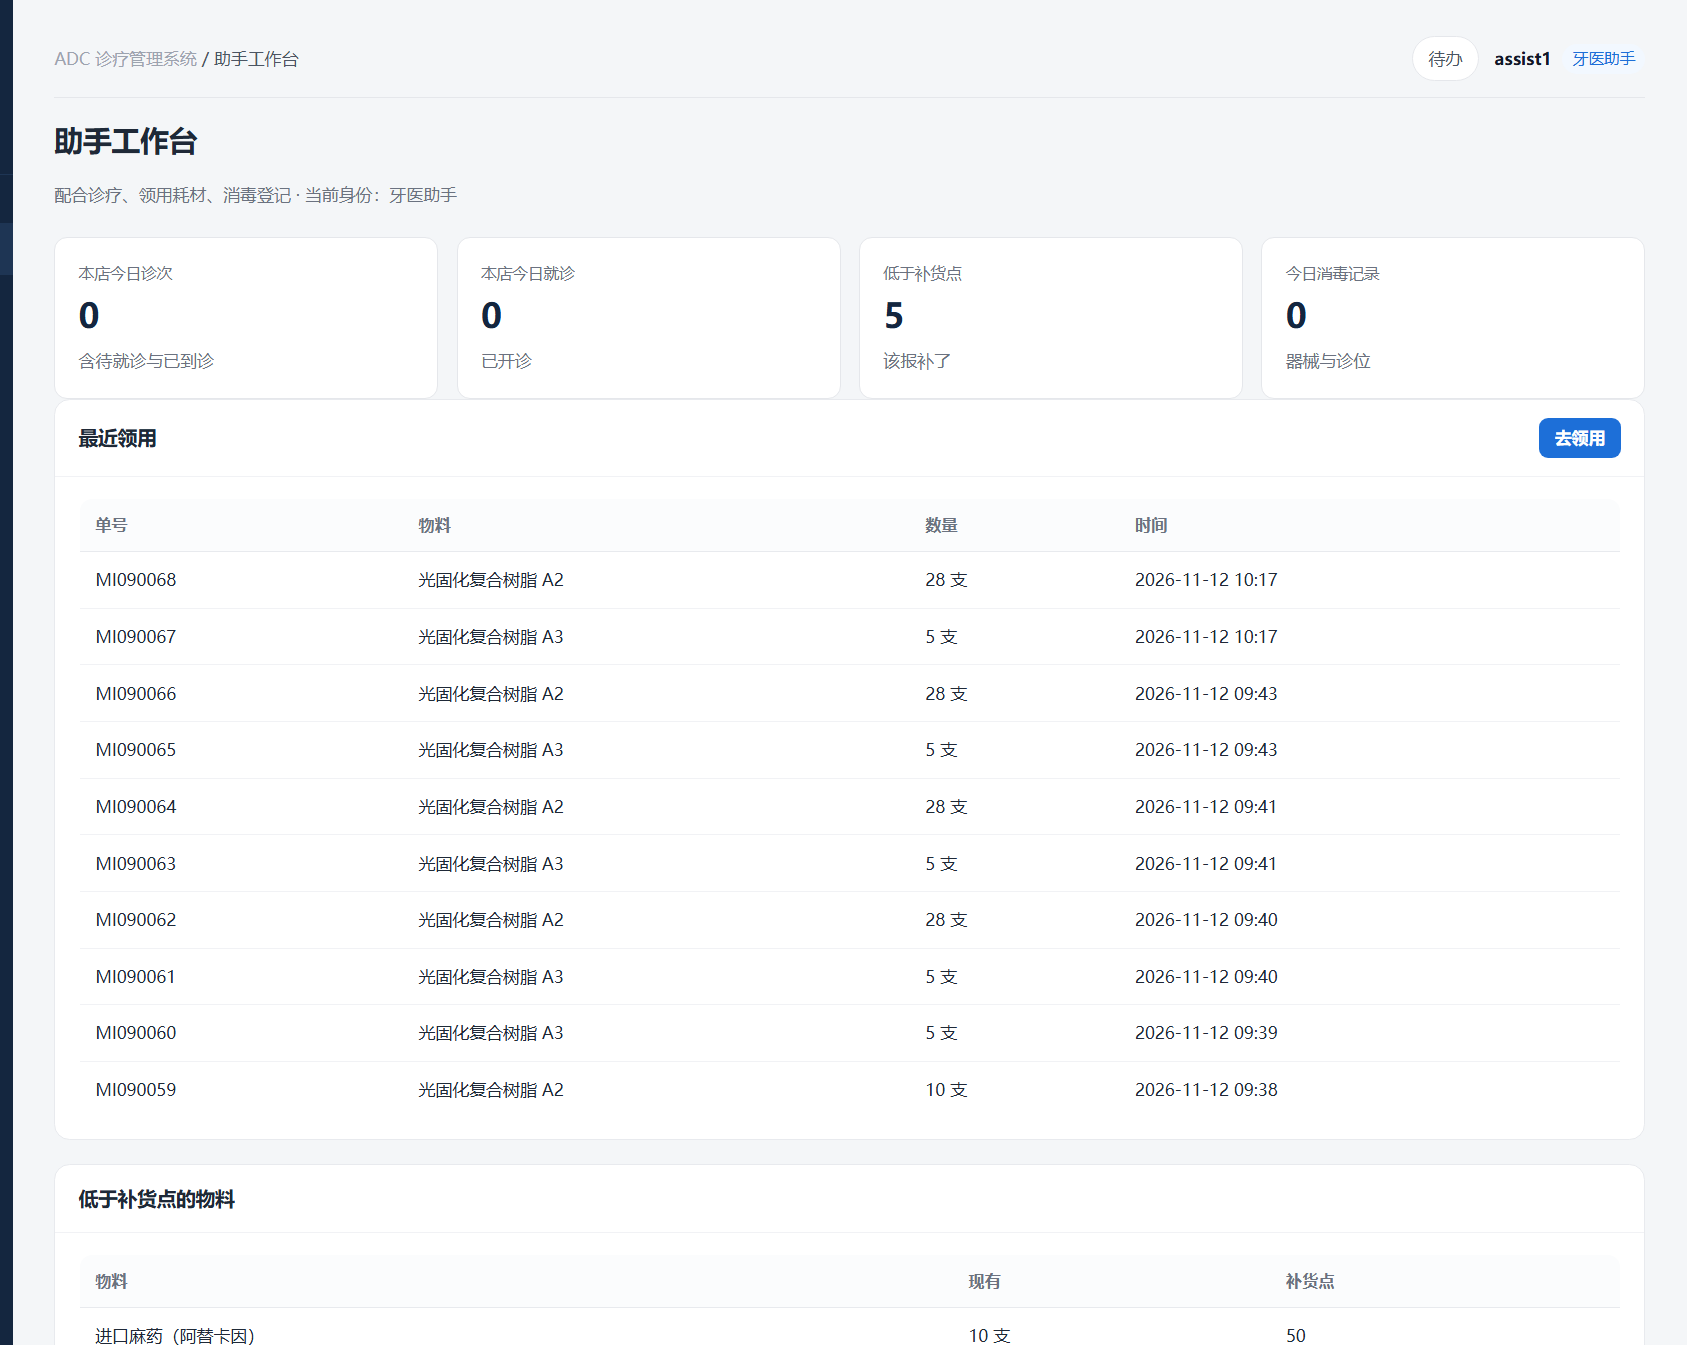 ADC 诊疗管理系统 / 助手工作台
待办 assist1 牙医助手
助手工作台
配合诊疗、领用耗材、消毒登记 · 当前身份：牙医助手
本店今日诊次
0
含待就诊与已到诊
本店今日就诊
0
已开诊
低于补货点
5
该报补了
今日消毒记录
0
器械与诊位
最近领用 去领用
单号 物料 数量 时间
MI090068 光固化复合树脂 A2 28 支 2026-11-12 10:17
MI090067 光固化复合树脂 A3 5 支 2026-11-12 10:17
MI090066 光固化复合树脂 A2 28 支 2026-11-12 09:43
MI090065 光固化复合树脂 A3 5 支 2026-11-12 09:43
MI090064 光固化复合树脂 A2 28 支 2026-11-12 09:41
MI090063 光固化复合树脂 A3 5 支 2026-11-12 09:41
MI090062 光固化复合树脂 A2 28 支 2026-11-12 09:40
MI090061 光固化复合树脂 A3 5 支 2026-11-12 09:40
MI090060 光固化复合树脂 A3 5 支 2026-11-12 09:39
MI090059 光固化复合树脂 A2 10 支 2026-11-12 09:38
低于补货点的物料
物料 现有 补货点
进口麻药（阿替卡因） 10 支 50